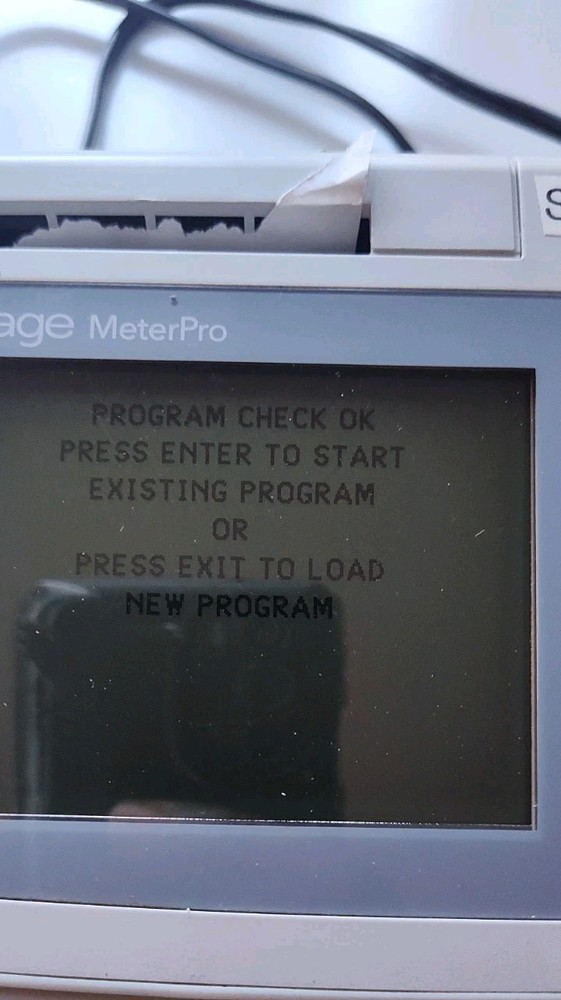 S
age MeterPro
PROGRAM CHECK OK
PRESS ENTER TO START
EXISTING PROGRAM
OR
PRESS EXIT TO LOAD
NEW PROGRAM